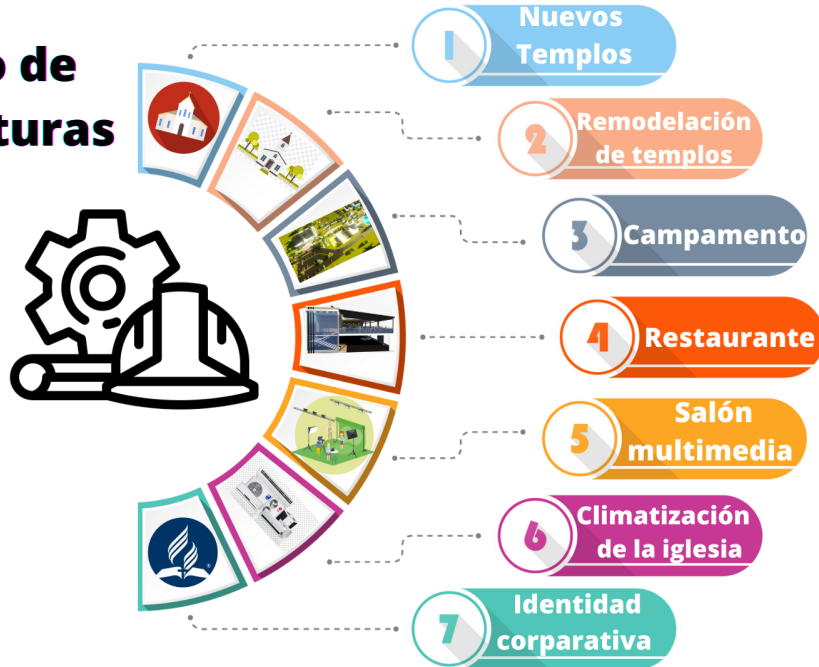 o de
turas
1
Nuevos
Templos
2
Remodelación
de templos
3
Campamento
4
Restaurante
5
Salón
multimedia
6
Climatización
de la iglesia
7
Identidad
corparativa